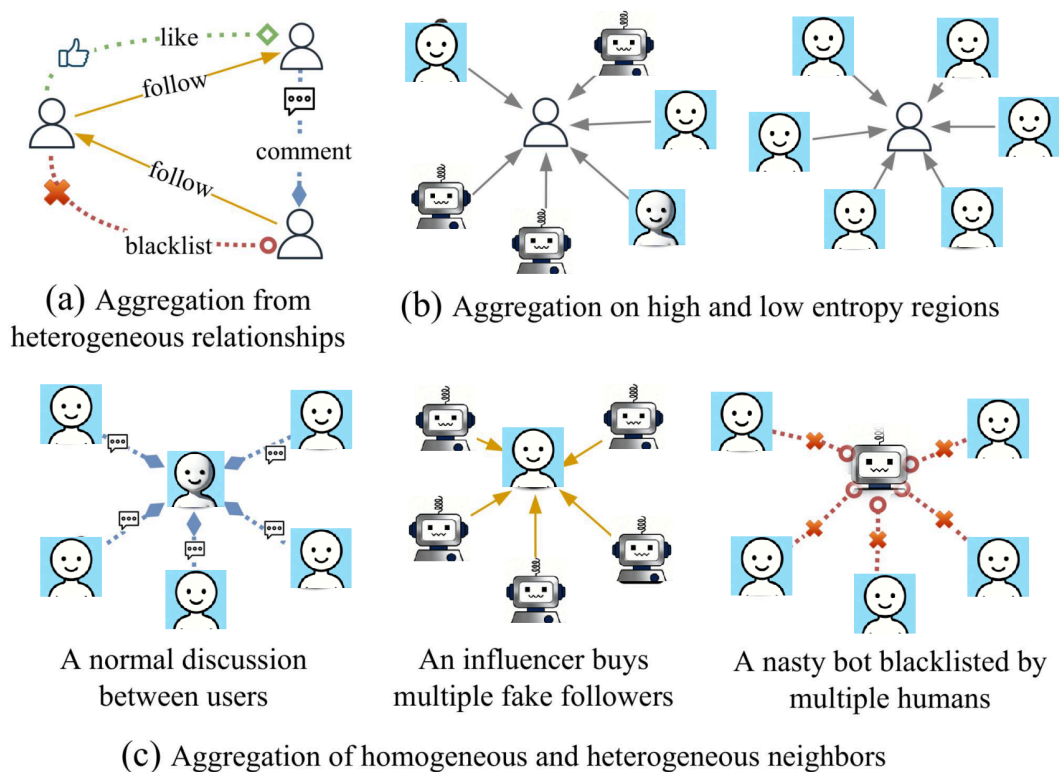 like
follow
comment
follow
blacklist
(a) Aggregation from
heterogeneous relationships
(b) Aggregation on high and low entropy regions
A normal discussion
between users
An influencer buys
multiple fake followers
A nasty bot blacklisted by
multiple humans
(c) Aggregation of homogeneous and heterogeneous neighbors